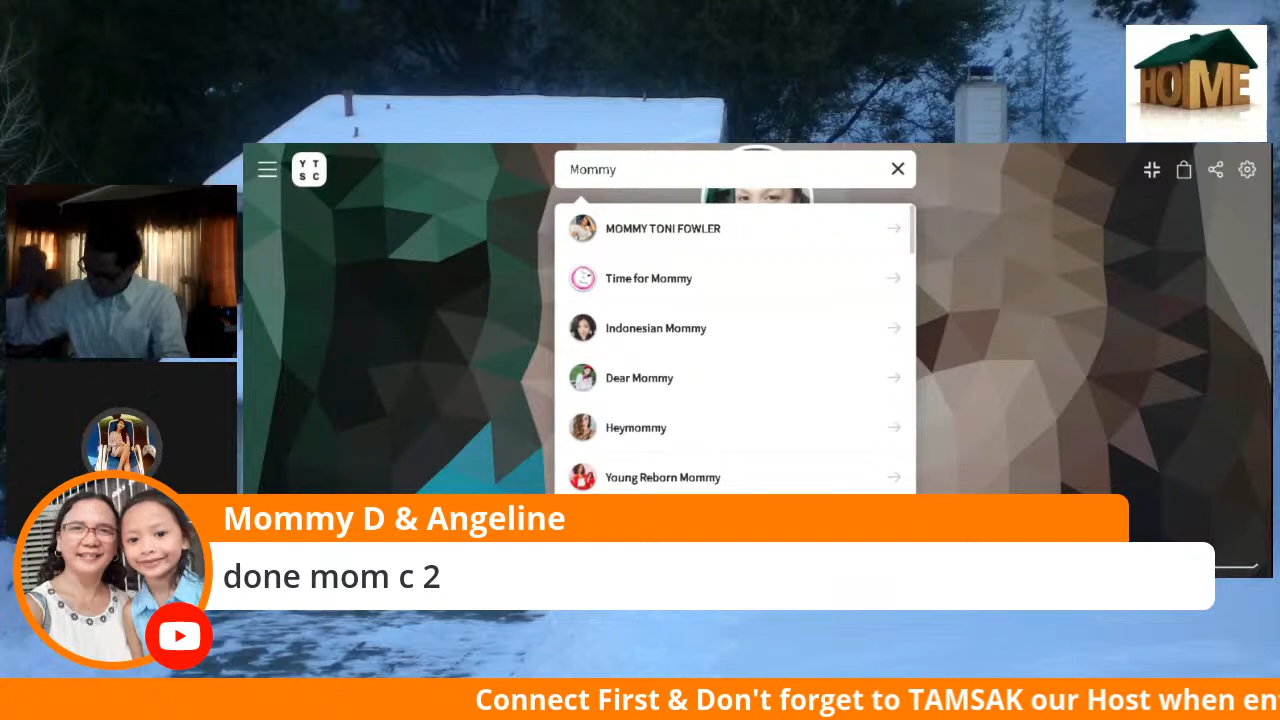 HOME
Y T
S C
Mommy
MOMMY TONI FOWLER
Time for Mommy
Indonesian Mommy
Dear Mommy
Heymommy
Young Reborn Mommy
Mommy D & Angeline
done mom c 2
Connect First & Don't forget to TAMSAK our Host when en